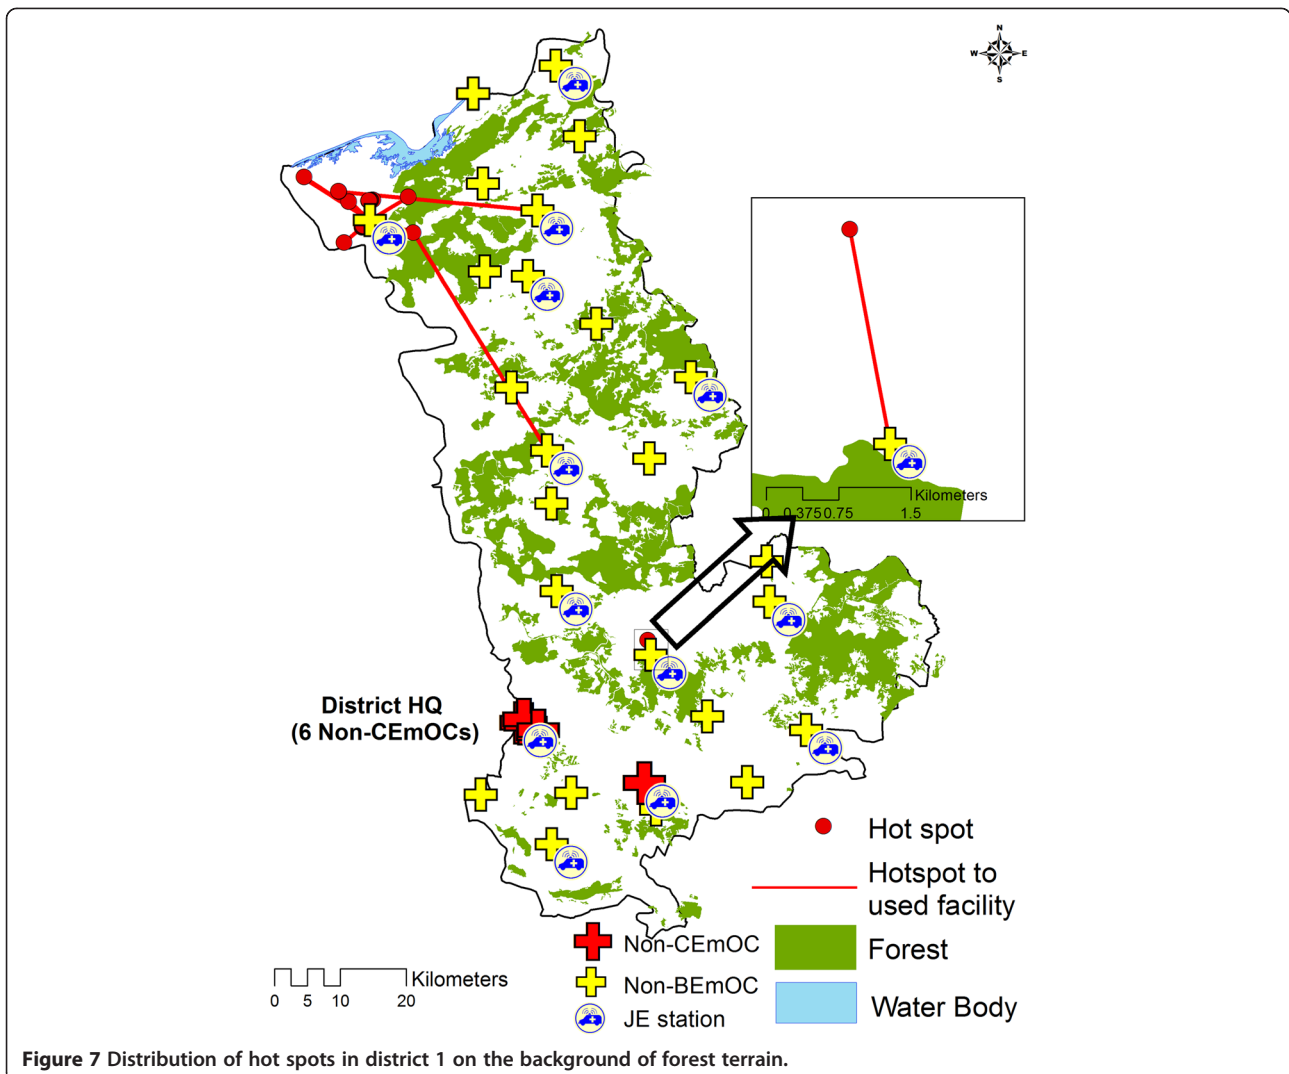 N
W E
S
Kilometers
0 0.375 0.75 1.5
District HQ
(6 Non-CEmOCs)
Hot spot
Hotspot to
used facility
Non-CEmOC
Forest
Kilometers
0 5 10 20
Non-BEmOC
Water Body
JE station
Figure 7 Distribution of hot spots in district 1 on the background of forest terrain.